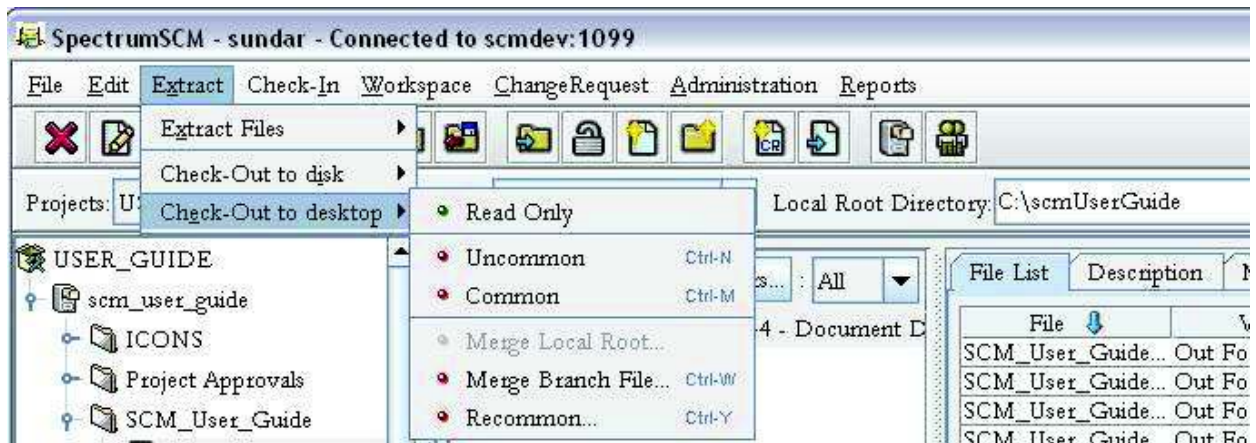 SpectrumSCM - sundar - Connected to scmdev:1099
File Edit Extract Check-In Workspace ChangeRequest Administration Reports
Extract Files
Check-Out to disk
Projects: Check-Out to desktop Read Only Local Root Directory: C:\scmUserGuide
USER_GUIDE Uncommon Ctrl-N : All File List Description
scm_user_guide Common Ctrl-M File
ICONS Merge Local Root... 4 - Document D SCM_User_Guide... Out Fo
Project Approvals Merge Branch File... Ctrl-W SCM_User_Guide... Out Fo
SCM_User_Guide Recommon... Ctrl-Y SCM_User_Guide... Out Fo
SCM_User_Guide... Out Fo